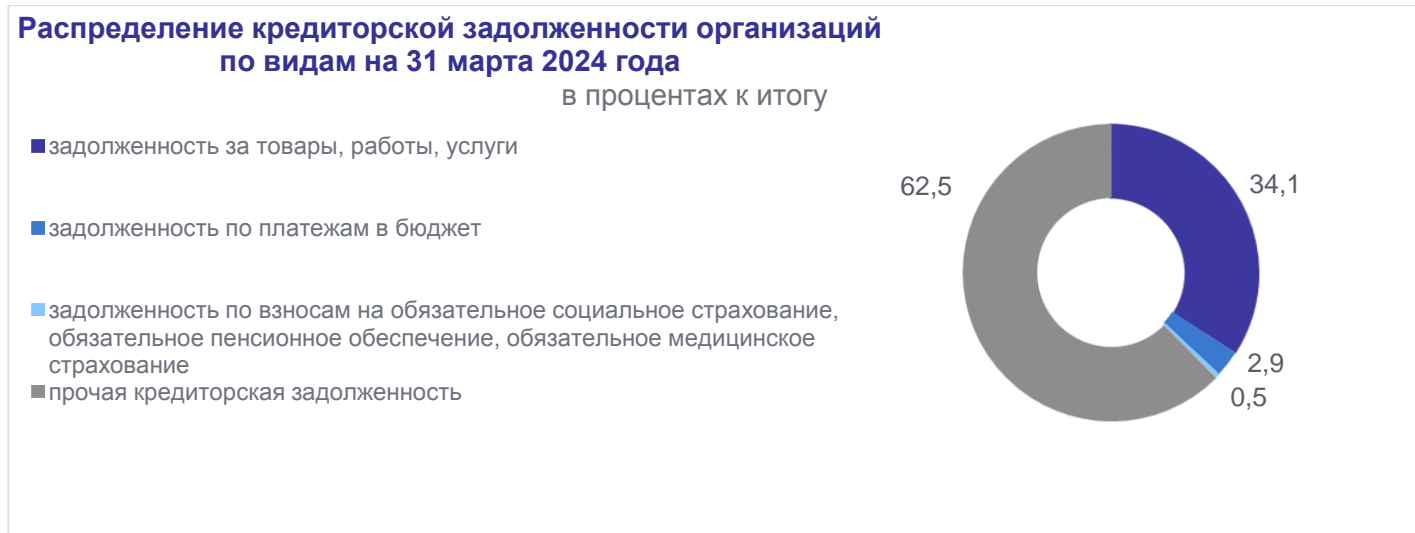 Распределение кредиторской задолженности организаций
по видам на 31 марта 2024 года
в процентах к итогу
задолженность за товары, работы, услуги
задолженность по платежам в бюджет
задолженность по взносам на обязательное социальное страхование,
обязательное пенсионное обеспечение, обязательное медицинское
страхование
прочая кредиторская задолженность
62,5
34,1
2,9
0,5